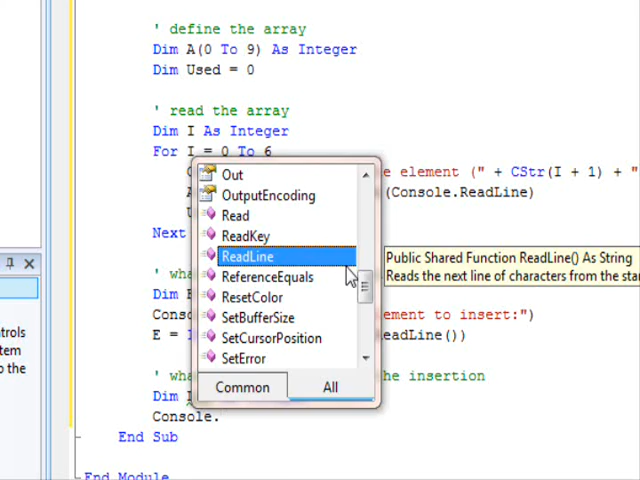 ' define the array
Dim A(0 To 9) As Integer
Dim Used = 0
' read the array
Dim I As Integer
For I = 0 To 6
e element (" + CStr(I + 1) + "
(Console.ReadLine)
Next
Out
OutputEncoding
Read
ReadKey
ReadLine
ReferenceEquals
ResetColor
SetBufferSize
SetCursorPosition
SetError
Common All
Public Shared Function ReadLine() As String
Reads the next line of characters from the sta
' wha
Dim
Cons ement to insert:")
E = eadLine())
' wha he insertion
Dim
Console.
End Sub
End Module
ntrols
tem
o the